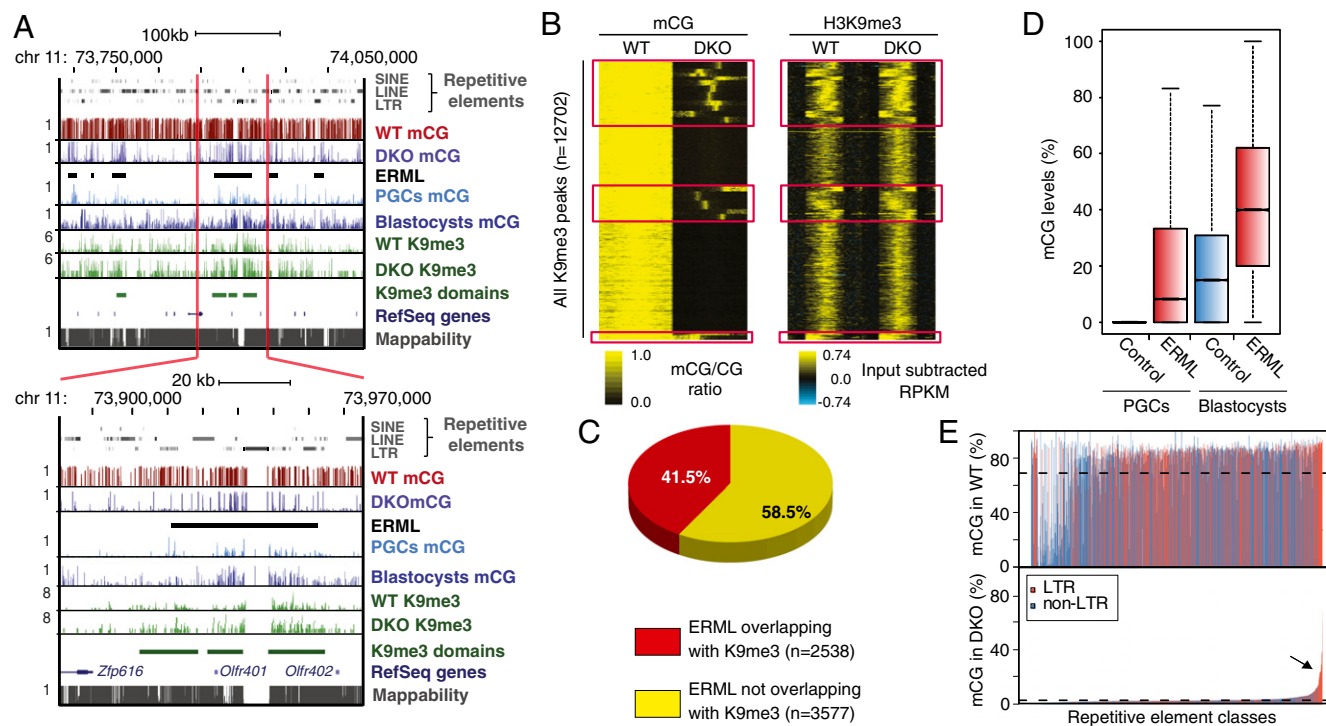 A
100kb
chr 11: 73,750,000 74,050,000
SINE
LINE
LTR
Repetitive
elements
1
WT mCG
1
DKO mCG
ERML
1
PGCs mCG
1
Blastocysts mCG
6
WT K9me3
6
DKO K9me3
K9me3 domains
RefSeq genes
1
Mappability
20 kb
chr 11: 73,900,000 73,970,000
SINE
LINE
LTR
Repetitive
elements
1
WT mCG
1
DKOmCG
ERML
1
PGCs mCG
1
Blastocysts mCG
8
WT K9me3
8
DKO K9me3
K9me3 domains
Zfp616 Olfr401 Olfr402
RefSeq genes
1
Mappability
B
mCG H3K9me3
WT DKO WT DKO
All K9me3 peaks (n=12702)
1.0
0.0
mCG/CG
ratio
0.74
0.0
-0.74
Input subtracted
RPKM
C
41.5%
58.5%
ERML overlapping
with K9me3 (n=2538)
ERML not overlapping
with K9me3 (n=3577)
D
mCG levels (%)
100
80
60
40
20
0
Control ERML Control ERML
PGCs Blastocysts
E
mCG in WT (%)
80
40
0
mCG in DKO (%)
80
40
0
LTR
non-LTR
Repetitive element classes